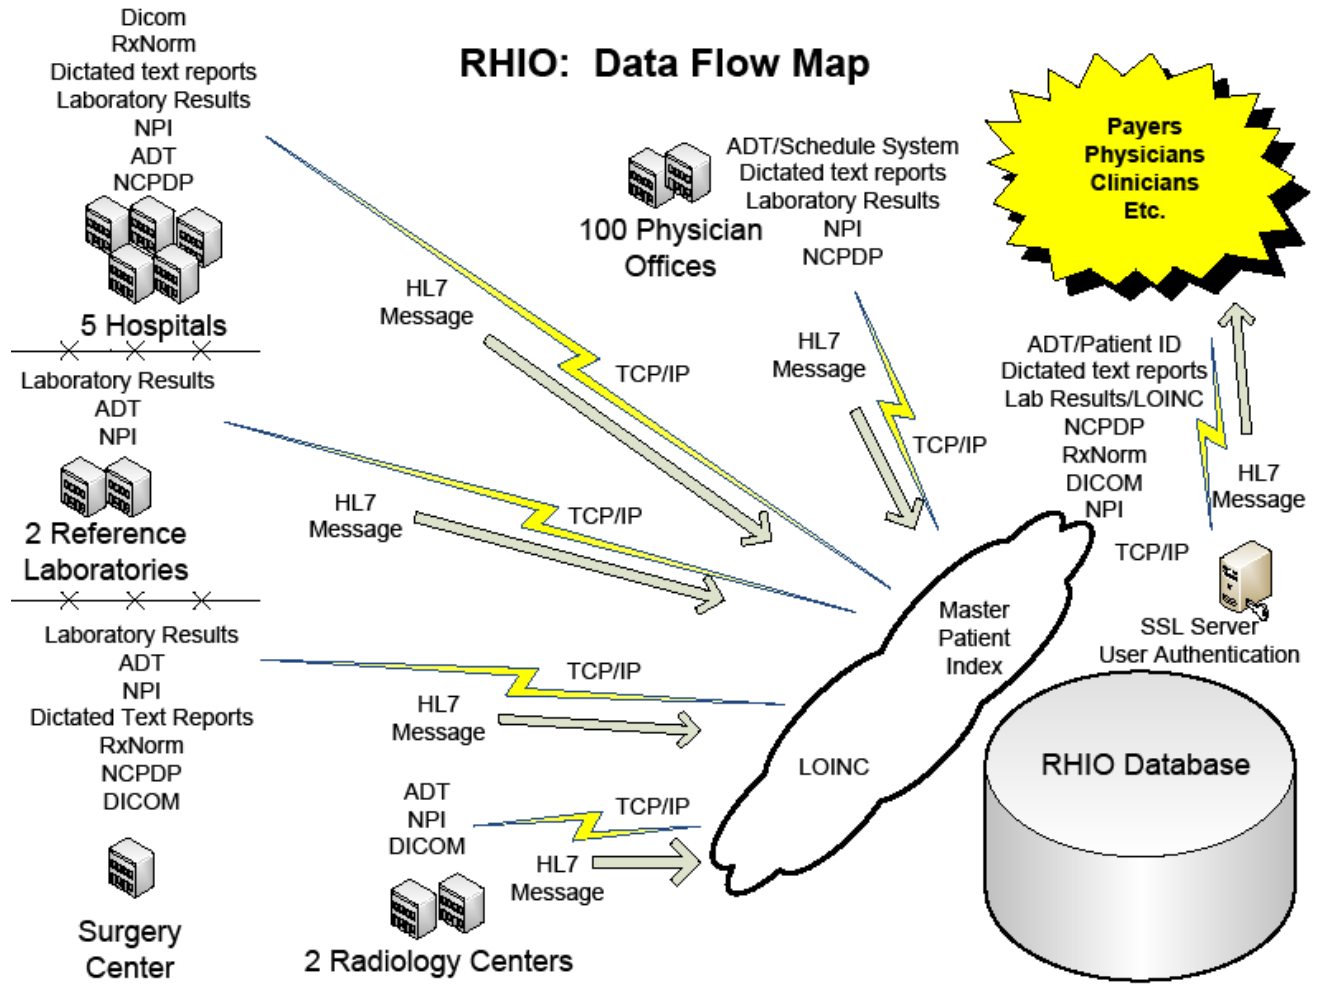 RHIO:  Data Flow Map
Dicom
RxNorm
Dictated text reports
Laboratory Results
NPI
ADT
NCPDP
5 Hospitals
HL7
Message
TCP/IP
Laboratory Results
ADT
NPI
2 Reference
Laboratories
HL7
Message
TCP/IP
Laboratory Results
ADT
NPI
Dictated Text Reports
RxNorm
NCPDP
DICOM
Surgery
Center
TCP/IP
HL7
Message
ADT
NPI
DICOM
2 Radiology Centers
TCP/IP
HL7
Message
ADT/Schedule System
Dictated text reports
Laboratory Results
NPI
NCPDP
100 Physician
Offices
HL7
Message
TCP/IP
Master
Patient
Index
LOINC
Payers
Physicians
Clinicians
Etc.
ADT/Patient ID
Dictated text reports
Lab Results/LOINC
NCPDP
RxNorm
DICOM
NPI
HL7
Message
TCP/IP
SSL Server
User Authentication
RHIO Database